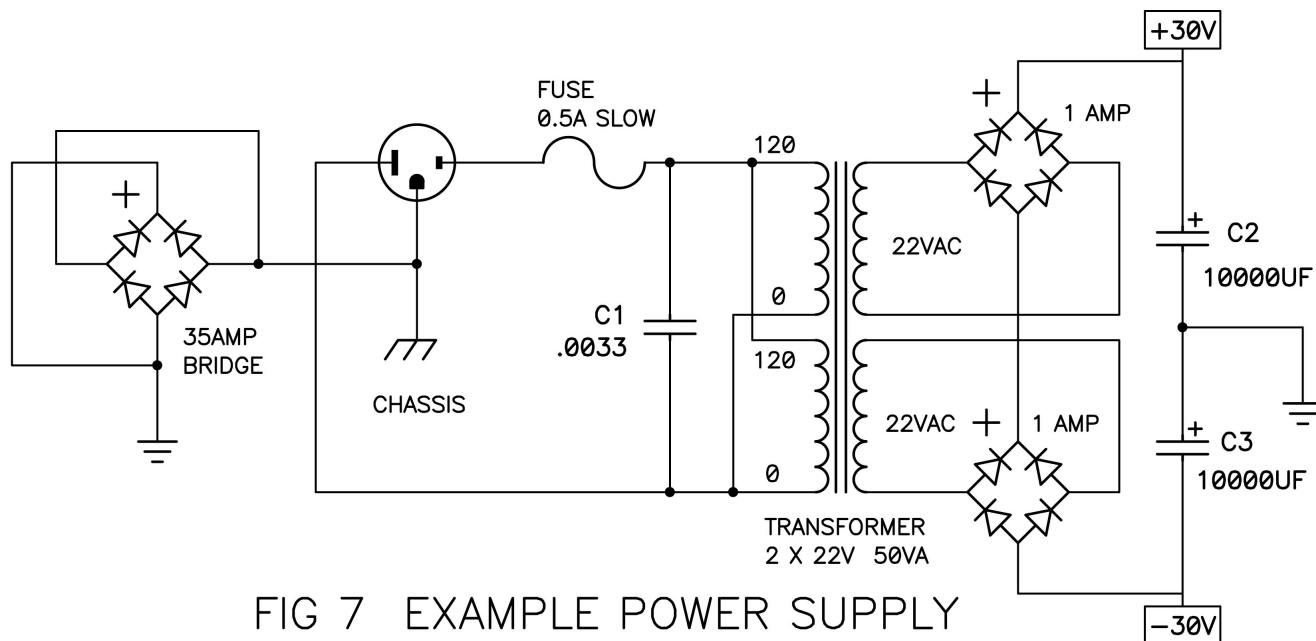 +30V
FUSE
0.5A SLOW
1 AMP
120
22VAC
C2
10000UF
0
C1
.0033
35AMP
BRIDGE
120
CHASSIS
22VAC
1 AMP
C3
10000UF
0
TRANSFORMER
2 X 22V 50VA
FIG 7 EXAMPLE POWER SUPPLY
-30V